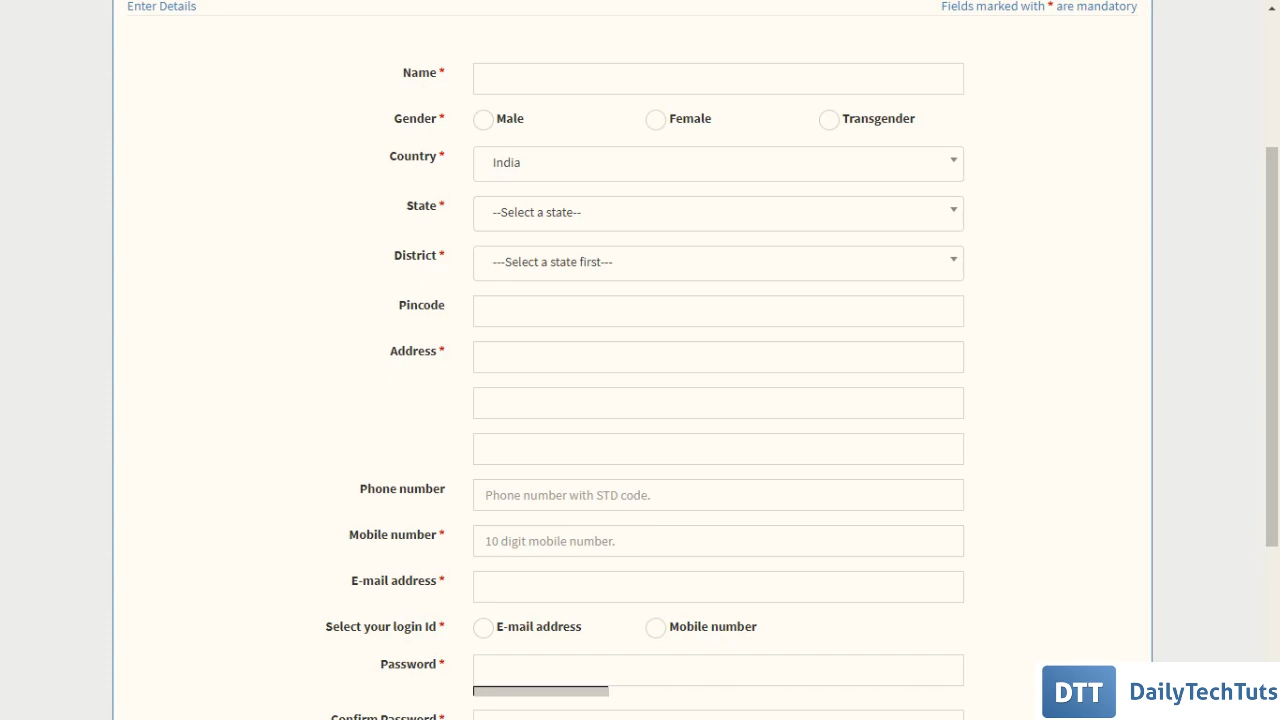 Enter Details
Fields marked with * are mandatory
Name *
Gender * Male Female Transgender
Country * India
State * --Select a state--
District * ---Select a state first---
Pincode
Address *
Phone number Phone number with STD code.
Mobile number * 10 digit mobile number.
E-mail address *
Select your login Id * E-mail address Mobile number
Password *
Confirm Password *
DTT DailyTechTuts